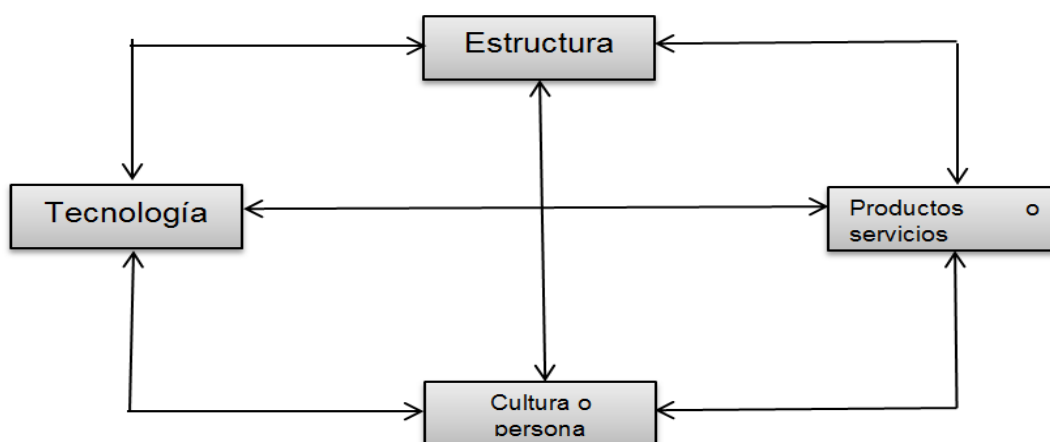 Estructura
Tecnología
Productos o
servicios
Cultura o
persona